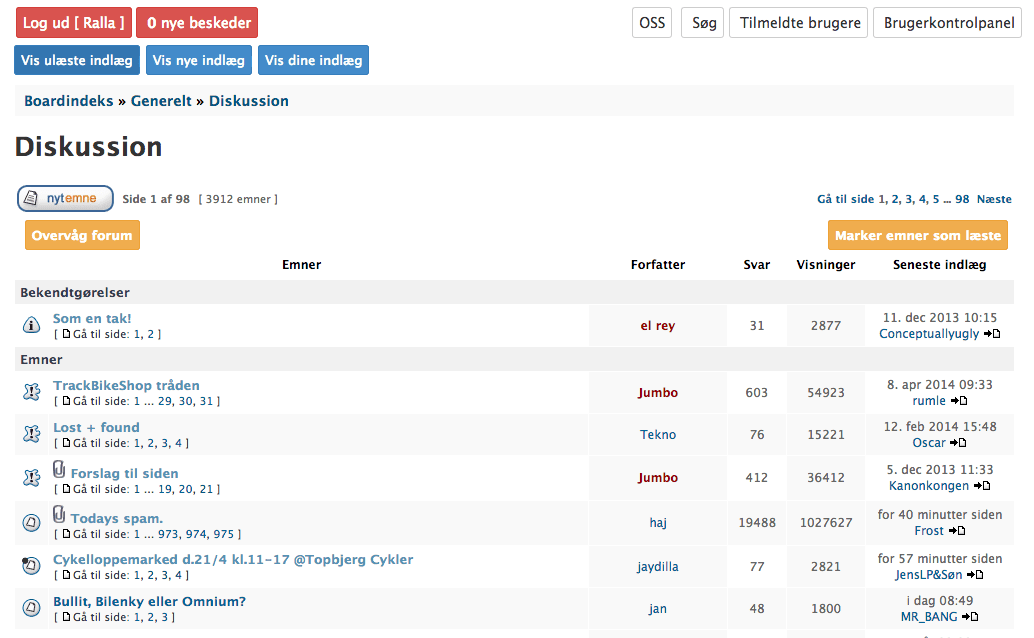 Log ud [ Ralla ] 0 nye beskeder OSS Søg Tilmeldte brugere Brugerkontrolpanel
Vis ulæste indlæg Vis nye indlæg Vis dine indlæg
Boardindeks » Generelt » Diskussion
Diskussion
nytemne Side 1 af 98 [ 3912 emner ] Gå til side 1, 2, 3, 4, 5 ... 98 Næste
Overvåg forum Marker emner som læste
Emner Forfatter Svar Visninger Seneste indlæg
Bekendtgørelser
Som en tak!
[ Gå til side: 1, 2 ]
el rey 31 2877
11. dec 2013 10:15
Conceptuallyugly
Emner
TrackBikeShop tråden
[ Gå til side: 1 ... 29, 30, 31 ]
Jumbo 603 54923
8. apr 2014 09:33
rumle
Lost + found
[ Gå til side: 1, 2, 3, 4 ]
Tekno 76 15221
12. feb 2014 15:48
Oscar
Forslag til siden
[ Gå til side: 1 ... 19, 20, 21 ]
Jumbo 412 36412
5. dec 2013 11:33
Kanonkongen
Todays spam.
[ Gå til side: 1 ... 973, 974, 975 ]
haj 19488 1027627
for 40 minutter siden
Frost
Cykelloppemarked d.21/4 kl.11-17 @Topbjerg Cykler
[ Gå til side: 1, 2, 3, 4 ]
jaydilla 77 2821
for 57 minutter siden
JensLP&Søn
Bullit, Bilenky eller Omnium?
[ Gå til side: 1, 2, 3 ]
jan 48 1800
i dag 08:49
MR_BANG